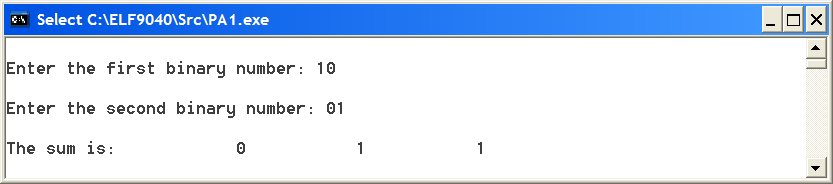 Select C:\ELF9040\Src\PA1.exe
Enter the first binary number: 10
Enter the second binary number: 01
The sum is:            0           1           1